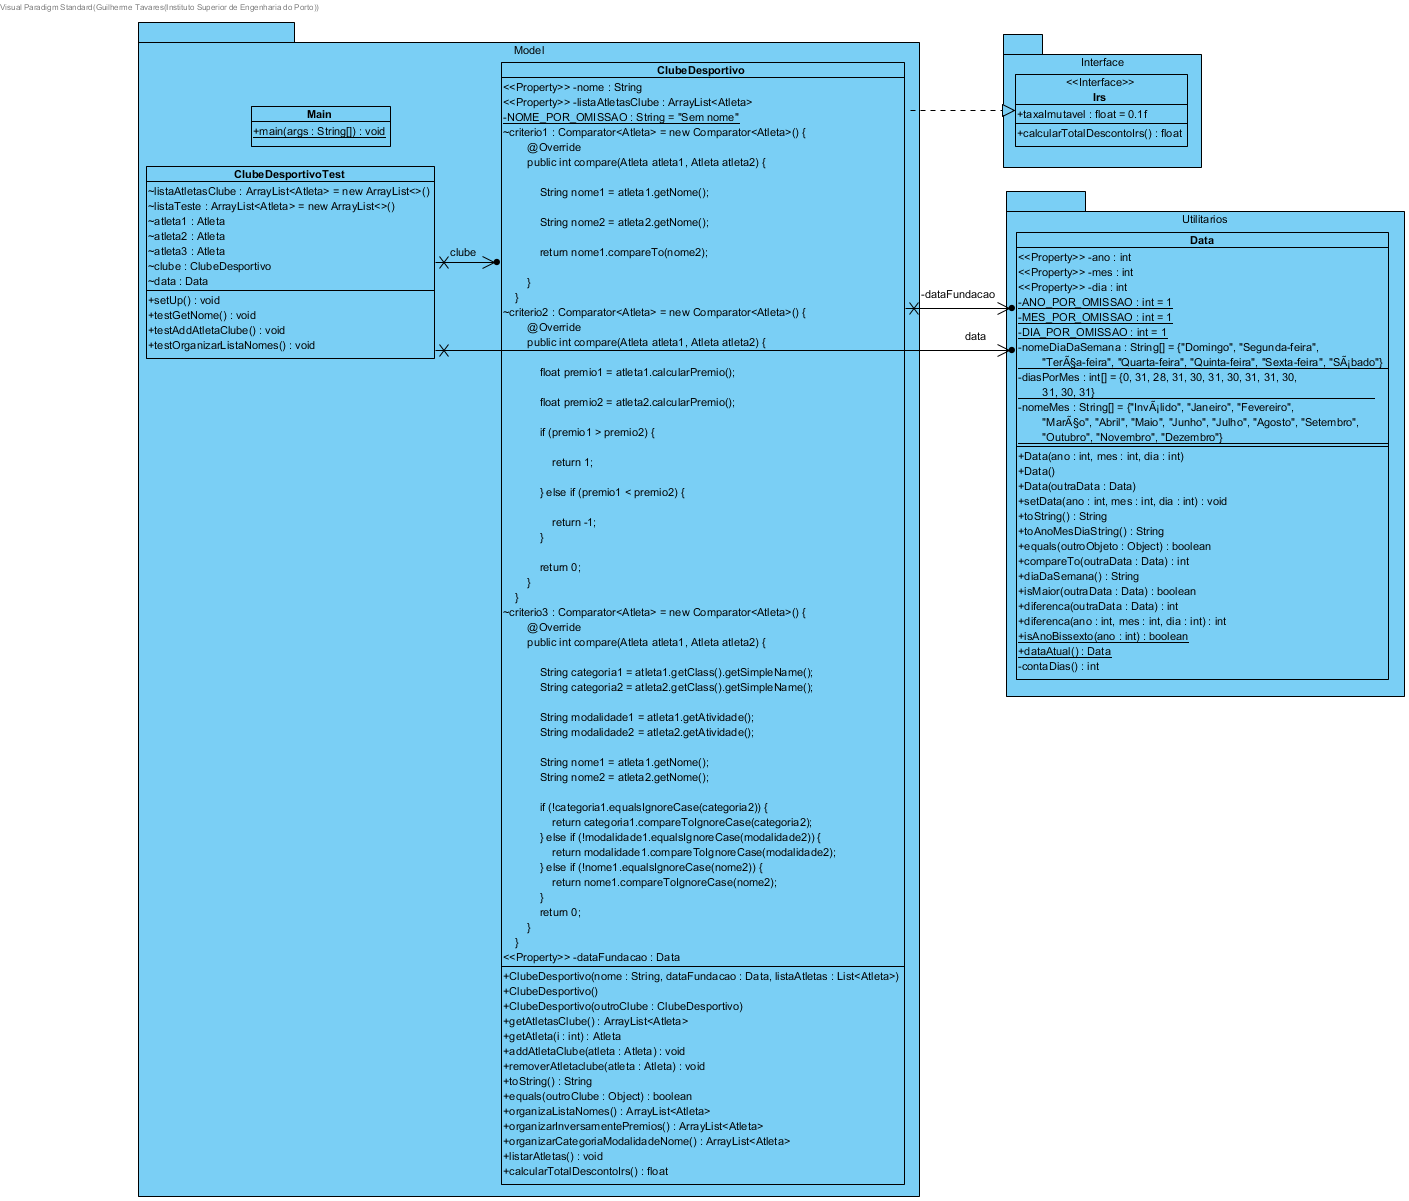 Visual Paradigm Standard(Guilherme Tavares(Instituto Superior de Engenharia do Porto))
Model
Main
+main(args : String[]) : void
ClubeDesportivoTest
~listaAtletasClube : ArrayList<Atleta> = new ArrayList<>()
~listaTeste : ArrayList<Atleta> = new ArrayList<>()
~atleta1 : Atleta
~atleta2 : Atleta
~atleta3 : Atleta
~clube : ClubeDesportivo
~data : Data
+setUp() : void
+testGetNome() : void
+testAddAtletaClube() : void
+testOrganizarListaNomes() : void
clube
ClubeDesportivo
<<Property>> -nome : String
<<Property>> -listaAtletasClube : ArrayList<Atleta>
-NOME_POR_OMISSAO : String = "Sem nome"
~criterio1 : Comparator<Atleta> = new Comparator<Atleta>() {
@Override
public int compare(Atleta atleta1, Atleta atleta2) {
String nome1 = atleta1.getNome();
String nome2 = atleta2.getNome();
return nome1.compareTo(nome2);
}
}
~criterio2 : Comparator<Atleta> = new Comparator<Atleta>() {
@Override
public int compare(Atleta atleta1, Atleta atleta2) {
float premio1 = atleta1.calcularPremio();
float premio2 = atleta2.calcularPremio();
if (premio1 > premio2) {
return 1;
} else if (premio1 < premio2) {
return -1;
}
return 0;
}
}
~criterio3 : Comparator<Atleta> = new Comparator<Atleta>() {
@Override
public int compare(Atleta atleta1, Atleta atleta2) {
String categoria1 = atleta1.getClass().getSimpleName();
String categoria2 = atleta2.getClass().getSimpleName();
String modalidade1 = atleta1.getAtividade();
String modalidade2 = atleta2.getAtividade();
String nome1 = atleta1.getNome();
String nome2 = atleta2.getNome();
if (!categoria1.equalsIgnoreCase(categoria2)) {
return categoria1.compareToIgnoreCase(categoria2);
} else if (!modalidade1.equalsIgnoreCase(modalidade2)) {
return modalidade1.compareToIgnoreCase(modalidade2);
} else if (!nome1.equalsIgnoreCase(nome2)) {
return nome1.compareToIgnoreCase(nome2);
}
return 0;
}
}
<<Property>> -dataFundacao : Data
+ClubeDesportivo(nome : String, dataFundacao : Data, listaAtletas : List<Atleta>)
+ClubeDesportivo()
+ClubeDesportivo(outroClube : ClubeDesportivo)
+getAtletasClube() : ArrayList<Atleta>
+getAtleta(i : int) : Atleta
+addAtletaClube(atleta : Atleta) : void
+removerAtletaclube(atleta : Atleta) : void
+toString() : String
+equals(outroClube : Object) : boolean
+organizaListaNomes() : ArrayList<Atleta>
+organizarInversamentePremios() : ArrayList<Atleta>
+organizarCategoriaModalidadeNome() : ArrayList<Atleta>
+listarAtletas() : void
+calcularTotalDescontoIrs() : float
Interface
<<Interface>>
Irs
+taxaImutavel : float = 0.1f
+calcularTotalDescontoIrs() : float
-dataFundacao
data
Utilitarios
Data
<<Property>> -ano : int
<<Property>> -mes : int
<<Property>> -dia : int
-ANO_POR_OMISSAO : int = 1
-MES_POR_OMISSAO : int = 1
-DIA_POR_OMISSAO : int = 1
-nomeDiaDaSemana : String[] = {"Domingo", "Segunda-feira",
"TerÃ§a-feira", "Quarta-feira", "Quinta-feira", "Sexta-feira", "SÃ¡bado"}
-diasPorMes : int[] = {0, 31, 28, 31, 30, 31, 30, 31, 31, 30,
31, 30, 31}
-nomeMes : String[] = {"InvÃ¡lido", "Janeiro", "Fevereiro",
"MarÃ§o", "Abril", "Maio", "Junho", "Julho", "Agosto", "Setembro",
"Outubro", "Novembro", "Dezembro"}
+Data(ano : int, mes : int, dia : int)
+Data()
+Data(outraData : Data)
+setData(ano : int, mes : int, dia : int) : void
+toString() : String
+toAnoMesDiaString() : String
+equals(outroObjeto : Object) : boolean
+compareTo(outraData : Data) : int
+diaDaSemana() : String
+isMaior(outraData : Data) : boolean
+diferenca(outraData : Data) : int
+diferenca(ano : int, mes : int, dia : int) : int
+isAnoBissexto(ano : int) : boolean
+dataAtual() : Data
-contaDias() : int